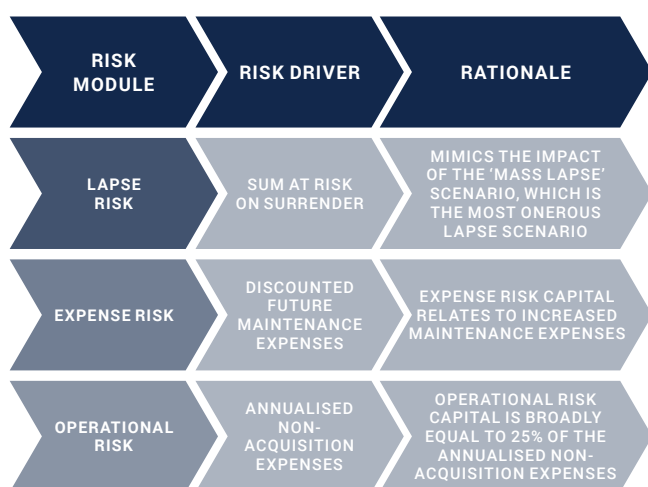 RISK
MODULE
RISK DRIVER
RATIONALE
LAPSE
RISK
SUM AT RISK
ON SURRENDER
MIMICS THE IMPACT
OF THE ‘MASS LAPSE’
SCENARIO, WHICH IS
THE MOST ONEROUS
LAPSE SCENARIO
EXPENSE RISK
DISCOUNTED
FUTURE
MAINTENANCE
EXPENSES
EXPENSE RISK CAPITAL
RELATES TO INCREASED
MAINTENANCE EXPENSES
OPERATIONAL
RISK
ANNUALISED
NON-
ACQUISITION
EXPENSES
OPERATIONAL RISK
CAPITAL IS BROADLY
EQUAL TO 25% OF THE
ANNUALISED NON-
ACQUISITION EXPENSES